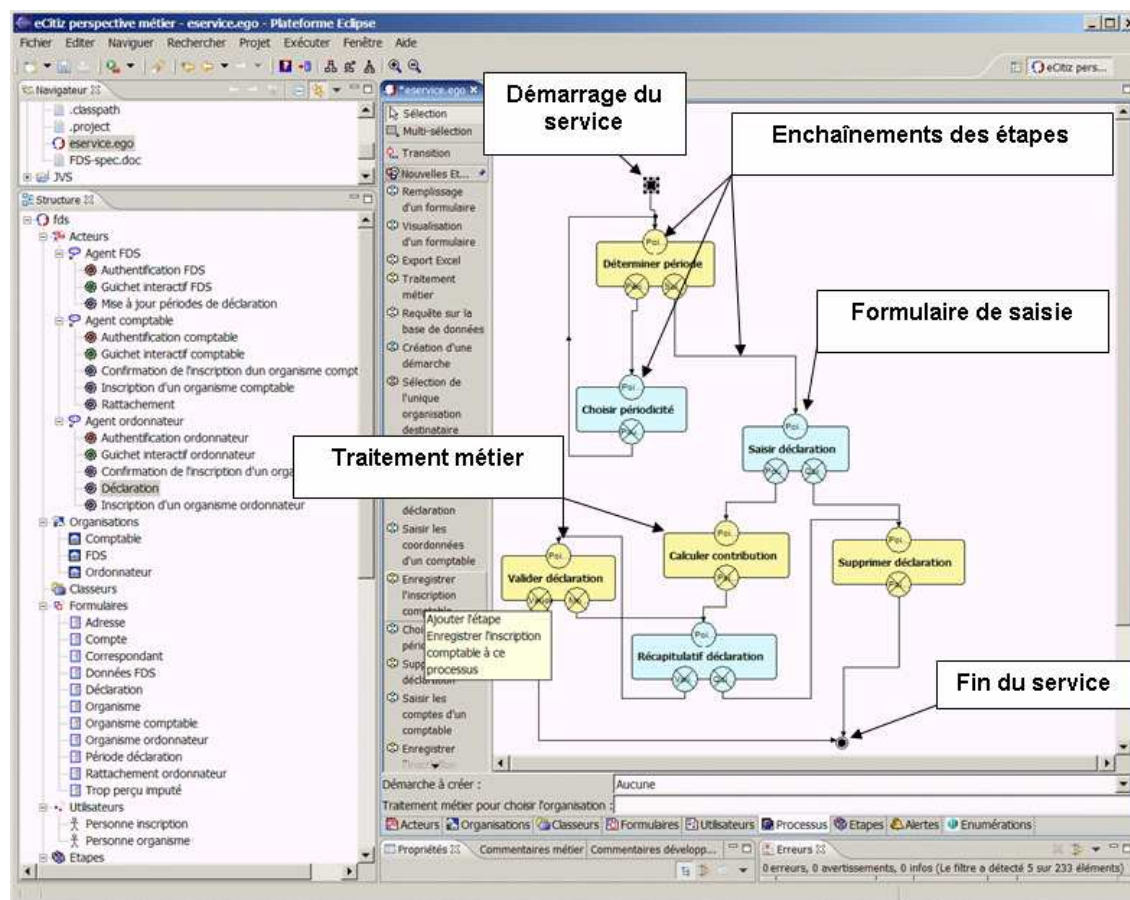 eCitiz perspective métier - eservice.ego - Plateforme Eclipse
Fichier Editer Naviguer Rechercher Projet Exécuter Fenêtre Aide
eCitiz pers...
Navigateur
.classpath
.project
eservice.ego
FDS-spec.doc
JVS
Structure
fds
Acteurs
Agent FDS
Authentification FDS
Guichet interactif FDS
Mise à jour périodes de déclaration
Agent comptable
Authentification comptable
Guichet interactif comptable
Confirmation de l'inscription dun organisme compt
Inscription d'un organisme comptable
Rattachement
Agent ordonnateur
Authentification ordonnateur
Guichet interactif ordonnateur
Confirmation de l'inscription d'un orga
Déclaration
Inscription d'un organisme ordonnateur
Organisations
Comptable
FDS
Ordonnateur
Classeurs
Formulaires
Adresse
Compte
Correspondant
Données FDS
Déclaration
Organisme
Organisme comptable
Organisme ordonnateur
Période déclaration
Rattachement ordonnateur
Trop perçu imputé
Utilisateurs
Personne inscription
Personne organisme
Etapes
*eservice.ego
Sélection
Multi-sélection
Transition
Nouvelles Et...
Remplissage
d'un formulaire
Visualisation
d'un formulaire
Export Excel
Traitement
métier
Requête sur la
base de données
Création d'une
démarche
Sélection de
l'unique
organisation
destinataire
déclaration
Saisir les
coordonnées
d'un comptable
Enregistrer
l'inscription
comptable
Ajouter l'étape
Enregistrer l'inscription
comptable à ce
processus
Saisir les
comptes d'un
comptable
Enregistrer
Démarrage du
service
Enchaînements des étapes
Poi...
Déterminer période
Formulaire de saisie
Poi...
Choisir périodicité
Poi...
Saisir déclaration
Traitement métier
Poi...
Valider déclaration
Poi...
Calculer contribution
Poi...
Supprimer déclaration
Poi...
Récapitulatif déclaration
Fin du service
Démarche à créer :
Aucune
Traitement métier pour choisir l'organisation :
Acteurs Organisations Classeurs Formulaires Utilisateurs Processus Etapes Alertes Enumérations
Propriétés Commentaires métier Commentaires développ...
Erreurs
0 erreurs, 0 avertissements, 0 infos (Le filtre a détecté 5 sur 233 éléments)